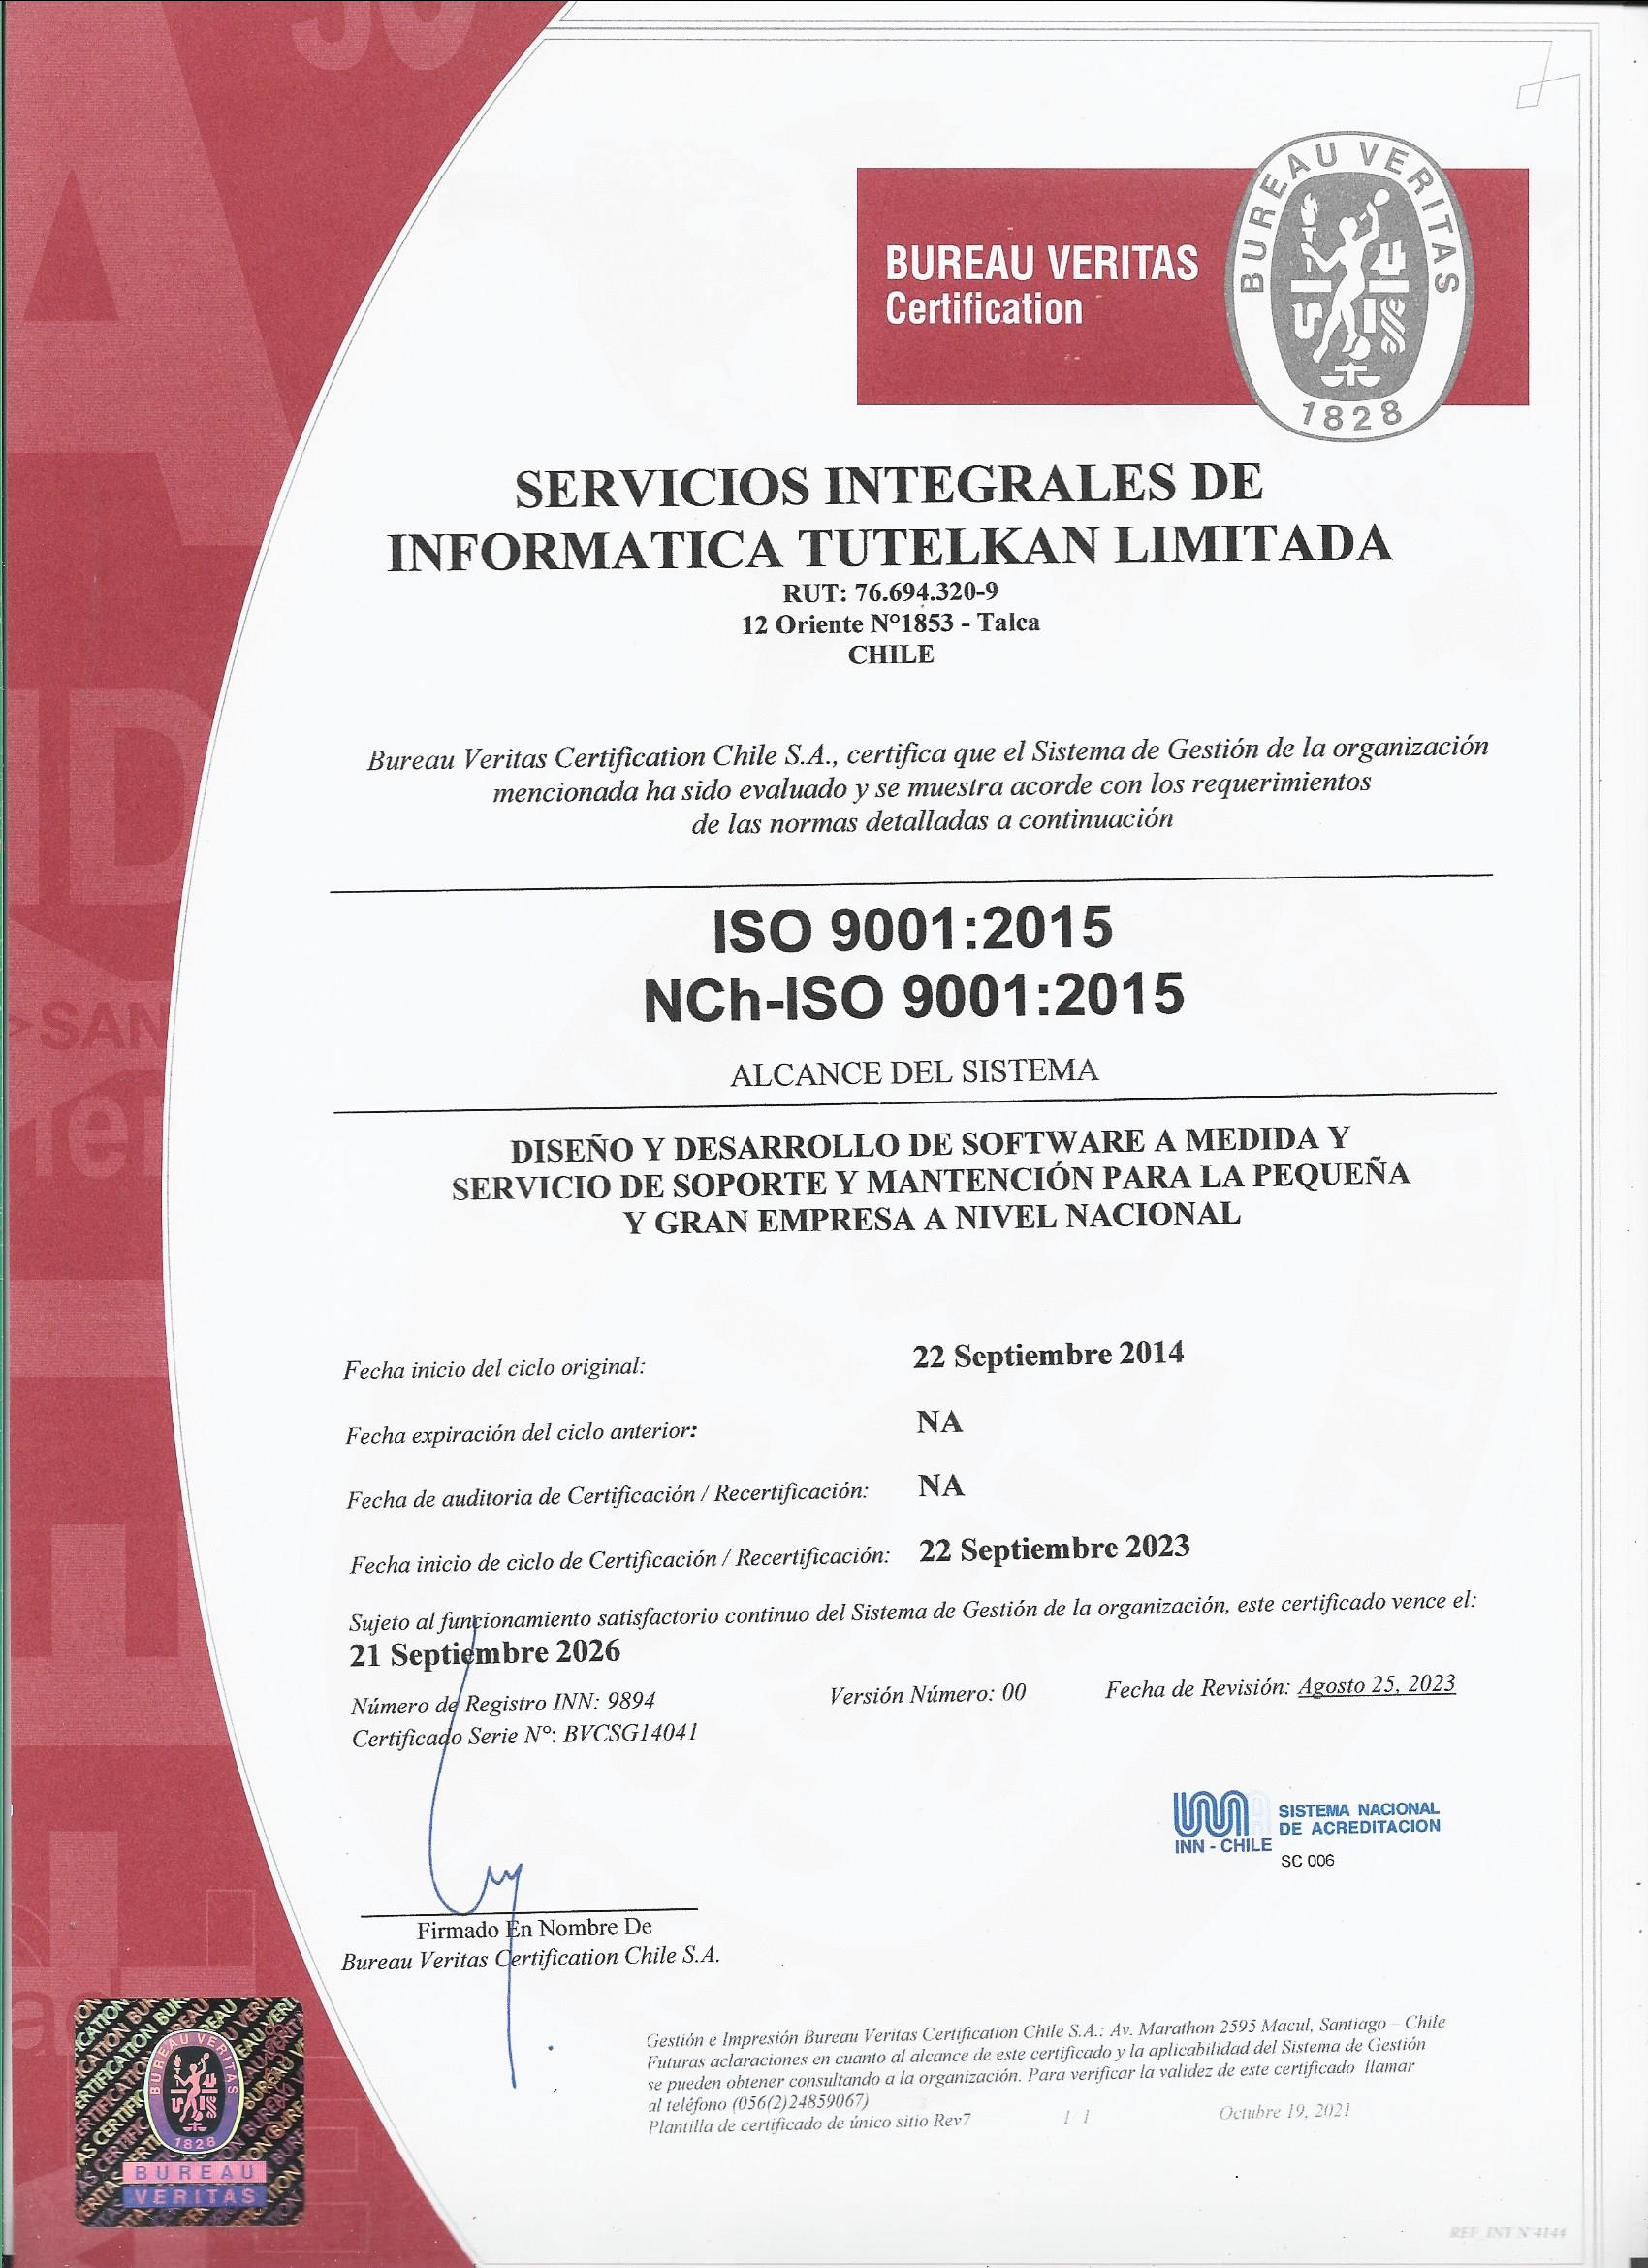 BUREAU VERITAS
Certification
BUREAU VERITAS
1828
SERVICIOS INTEGRALES DE
INFORMATICA TUTELKAN LIMITADA
RUT: 76.694.320-9
12 Oriente N°1853 - Talca
CHILE
Bureau Veritas Certification Chile S.A., certifica que el Sistema de Gestión de la organización
mencionada ha sido evaluado y se muestra acorde con los requerimientos
de las normas detalladas a continuación
ISO 9001:2015
NCh-ISO 9001:2015
ALCANCE DEL SISTEMA
DISEÑO Y DESARROLLO DE SOFTWARE A MEDIDA Y
SERVICIO DE SOPORTE Y MANTENCIÓN PARA LA PEQUEÑA
Y GRAN EMPRESA A NIVEL NACIONAL
Fecha inicio del ciclo original: 22 Septiembre 2014
Fecha expiración del ciclo anterior: NA
Fecha de auditoria de Certificación / Recertificación: NA
Fecha inicio de ciclo de Certificación / Recertificación: 22 Septiembre 2023
Sujeto al funcionamiento satisfactorio continuo del Sistema de Gestión de la organización, este certificado vence el:
21 Septiembre 2026
Número de Registro INN: 9894 Versión Número: 00 Fecha de Revisión: Agosto 25, 2023
Certificado Serie N°: BVCSG14041
INN - CHILE
SISTEMA NACIONAL
DE ACREDITACION
SC 006
Firmado En Nombre De
Bureau Veritas Certification Chile S.A.
Gestión e Impresión Bureau Veritas Certification Chile S.A.: Av. Marathon 2595 Macul, Santiago – Chile
Futuras aclaraciones en cuanto al alcance de este certificado y la aplicabilidad del Sistema de Gestión
se pueden obtener consultando a la organización. Para verificar la validez de este certificado llamar
al teléfono (056(2)24859067)
Plantilla de certificado de único sitio Rev7 1 1 Octubre 19, 2021
BUREAU VERITAS
1828
BUREAU
VERITAS
REF. INT N°4144